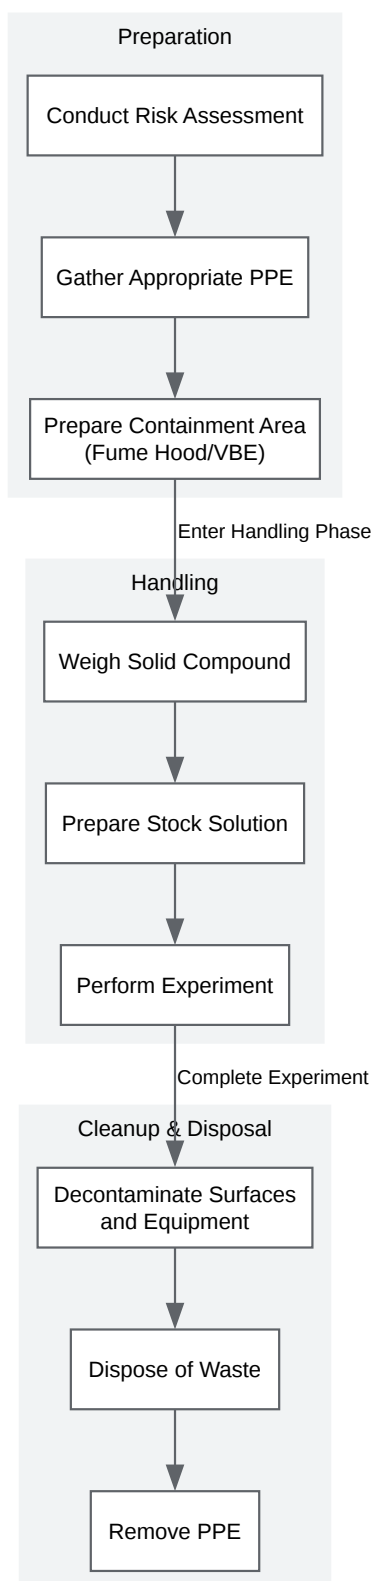 Preparation
Conduct Risk Assessment
Gather Appropriate PPE
Prepare Containment Area
(Fume Hood/VBE)
Enter Handling Phase
Handling
Weigh Solid Compound
Prepare Stock Solution
Perform Experiment
Complete Experiment
Cleanup & Disposal
Decontaminate Surfaces
and Equipment
Dispose of Waste
Remove PPE